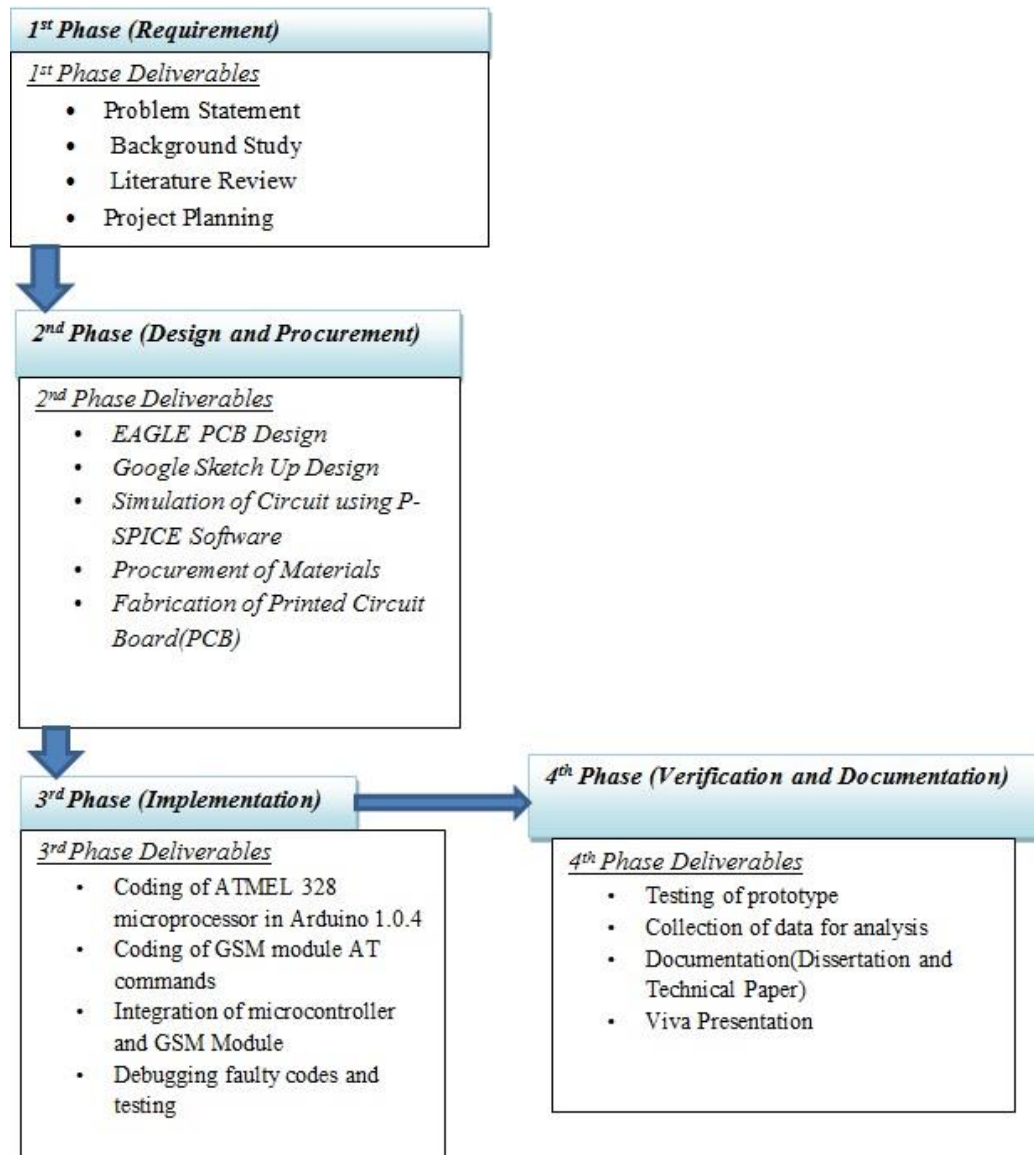 1st Phase (Requirement)
1st Phase Deliverables
• Problem Statement
• Background Study
• Literature Review
• Project Planning
2nd Phase (Design and Procurement)
2nd Phase Deliverables
• EAGLE PCB Design
• Google Sketch Up Design
• Simulation of Circuit using P-
SPICE Software
• Procurement of Materials
• Fabrication of Printed Circuit
Board(PCB)
3rd Phase (Implementation)
3rd Phase Deliverables
• Coding of ATMEL 328
microprocessor in Arduino 1.0.4
• Coding of GSM module AT
commands
• Integration of microcontroller
and GSM Module
• Debugging faulty codes and
testing
4th Phase (Verification and Documentation)
4th Phase Deliverables
• Testing of prototype
• Collection of data for analysis
• Documentation(Dissertation and
Technical Paper)
• Viva Presentation